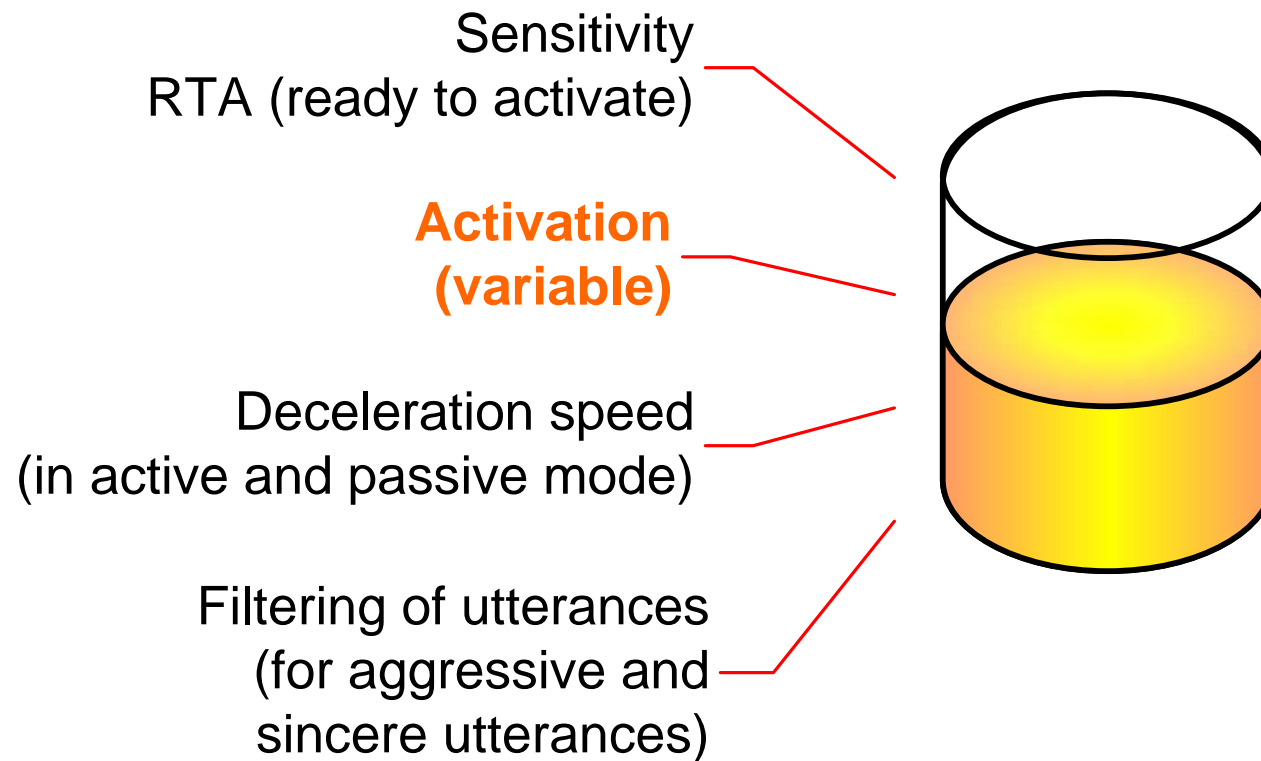 Sensitivity
RTA (ready to activate)
Activation
(variable)
Deceleration speed
(in active and passive mode)
Filtering of utterances
(for aggressive and
sincere utterances)